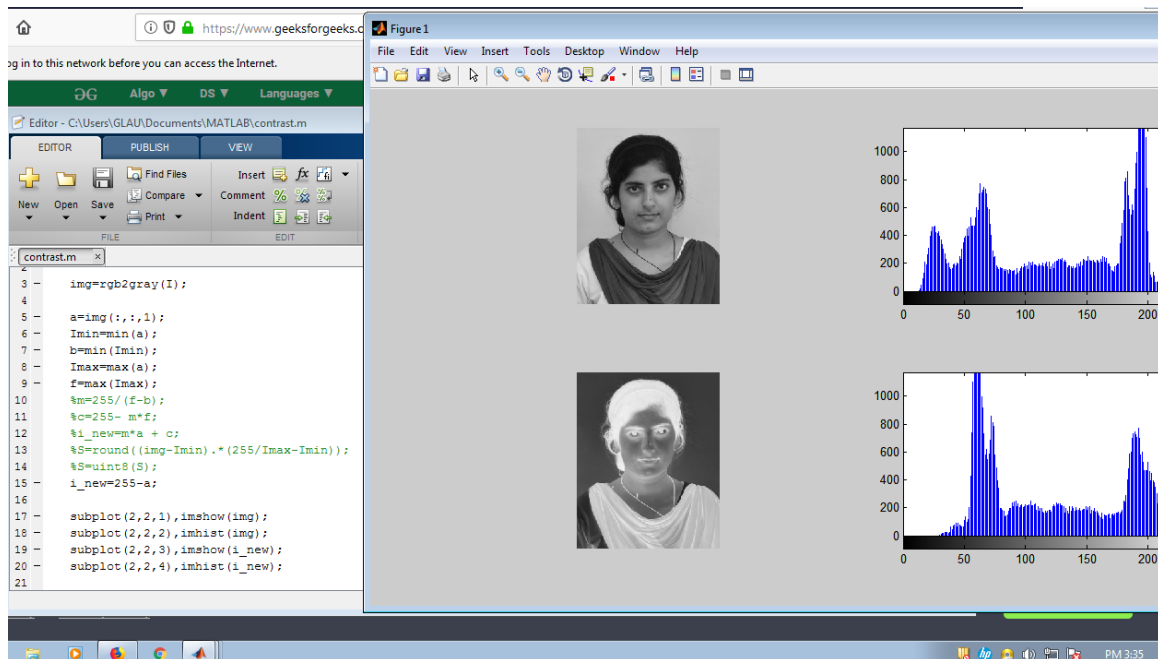 https://www.geeksforgeeks.c
og in to this network before you can access the Internet.
ƏG Algo ▼ DS ▼ Languages ▼
Editor - C:\Users\GLAU\Documents\MATLAB\contrast.m
EDITOR PUBLISH VIEW
New Open Save
Find Files
Compare
Print
FILE
Insert fx
Comment
Indent
EDIT
contrast.m ×
2
3 – img=rgb2gray(I);
4
5 – a=img(:,:,1);
6 – Imin=min(a);
7 – b=min(Imin);
8 – Imax=max(a);
9 – f=max(Imax);
10 %m=255/(f-b);
11 %c=255- m*f;
12 %i_new=m*a + c;
13 %S=round((img-Imin).*(255/Imax-Imin));
14 %S=uint8(S);
15 – i_new=255-a;
16
17 – subplot(2,2,1),imshow(img);
18 – subplot(2,2,2),imhist(img);
19 – subplot(2,2,3),imshow(i_new);
20 – subplot(2,2,4),imhist(i_new);
21
Figure 1
File Edit View Insert Tools Desktop Window Help
1000
800
600
400
200
0
0 50 100 150 200
1000
800
600
400
200
0
0 50 100 150 200
hp
PM 3:35